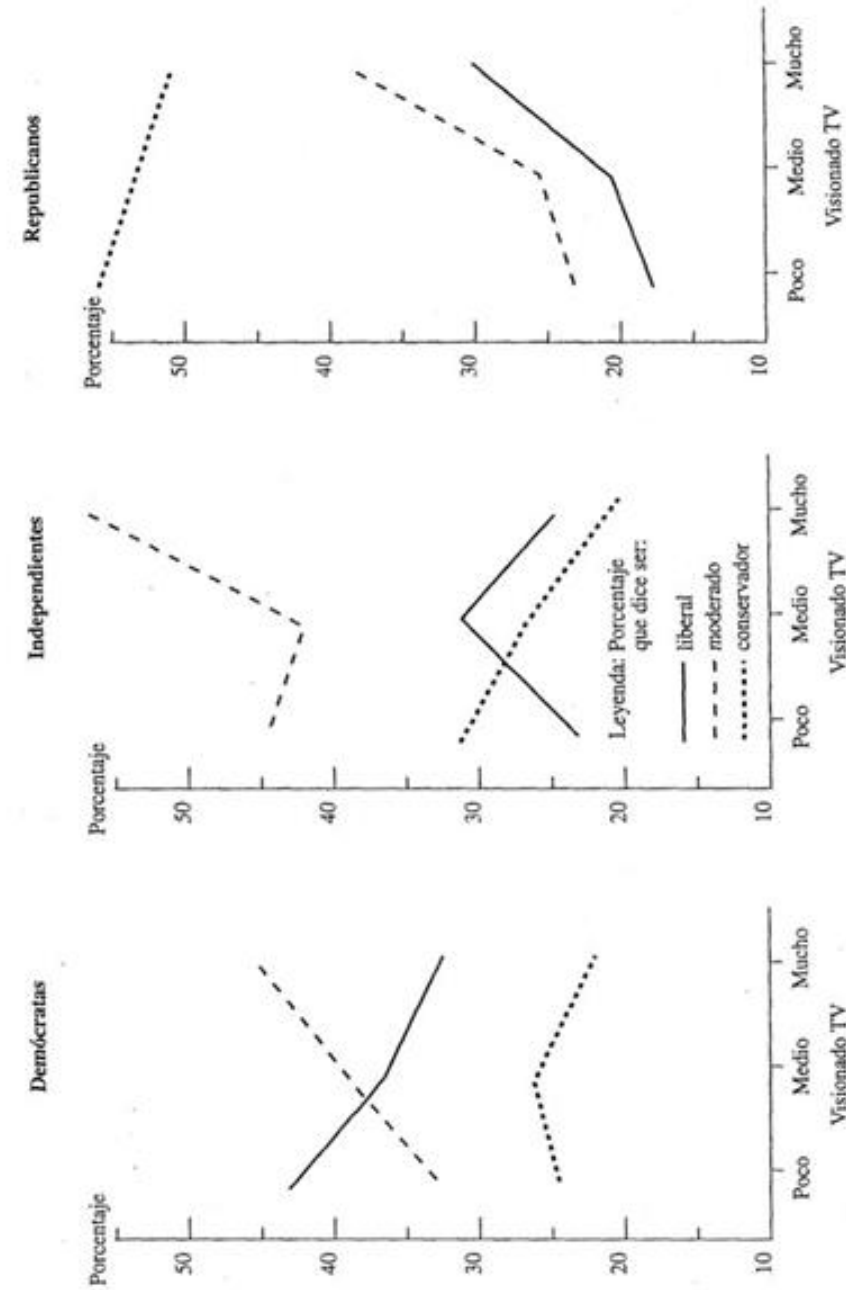 Demócratas
Porcentaje
50
40
30
20
10
Poco Medio Mucho
Visionado TV
Independientes
Porcentaje
50
40
30
20
10
Leyenda: Porcentaje
que dice ser:
liberal
moderado
conservador
Poco Medio Mucho
Visionado TV
Republicanos
Porcentaje
50
40
30
20
10
Poco Medio Mucho
Visionado TV